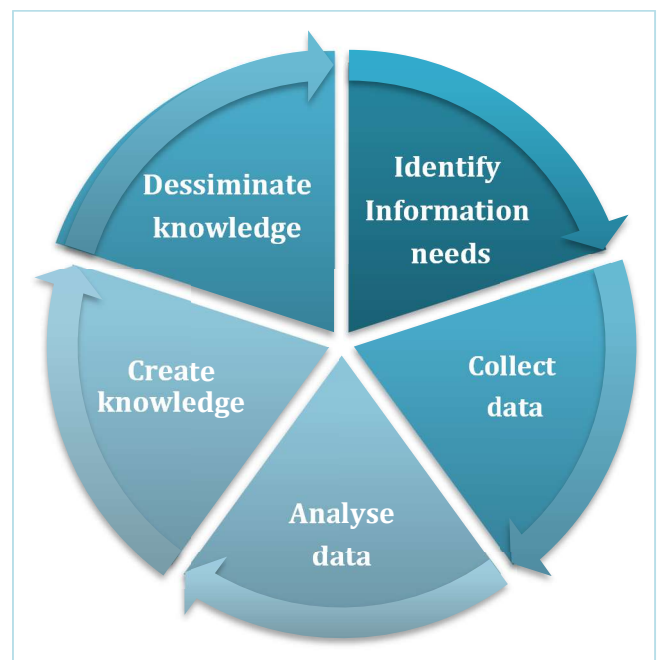 Identify
Information
needs
Collect
data
Analyse
data
Create
knowledge
Dessiminate
knowledge